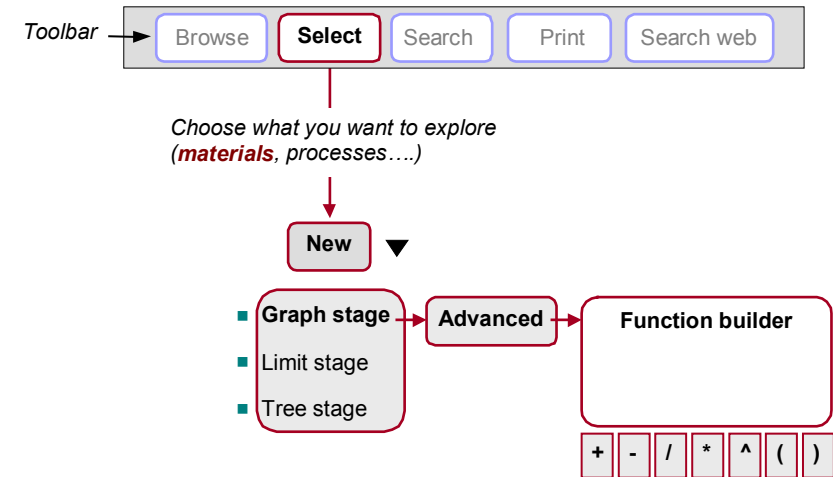 Toolbar
Browse Select Search Print Search web
Choose what you want to explore
(materials, processes….)
New
Graph stage Advanced Function builder
Limit stage
Tree stage
+ - / * ^ ( )